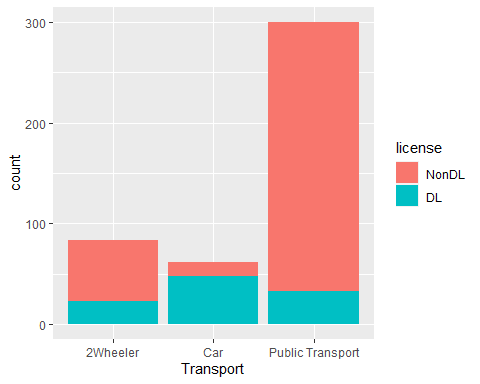 300
200
100
0
count
2Wheeler Car Public Transport
Transport
license
NonDL
DL